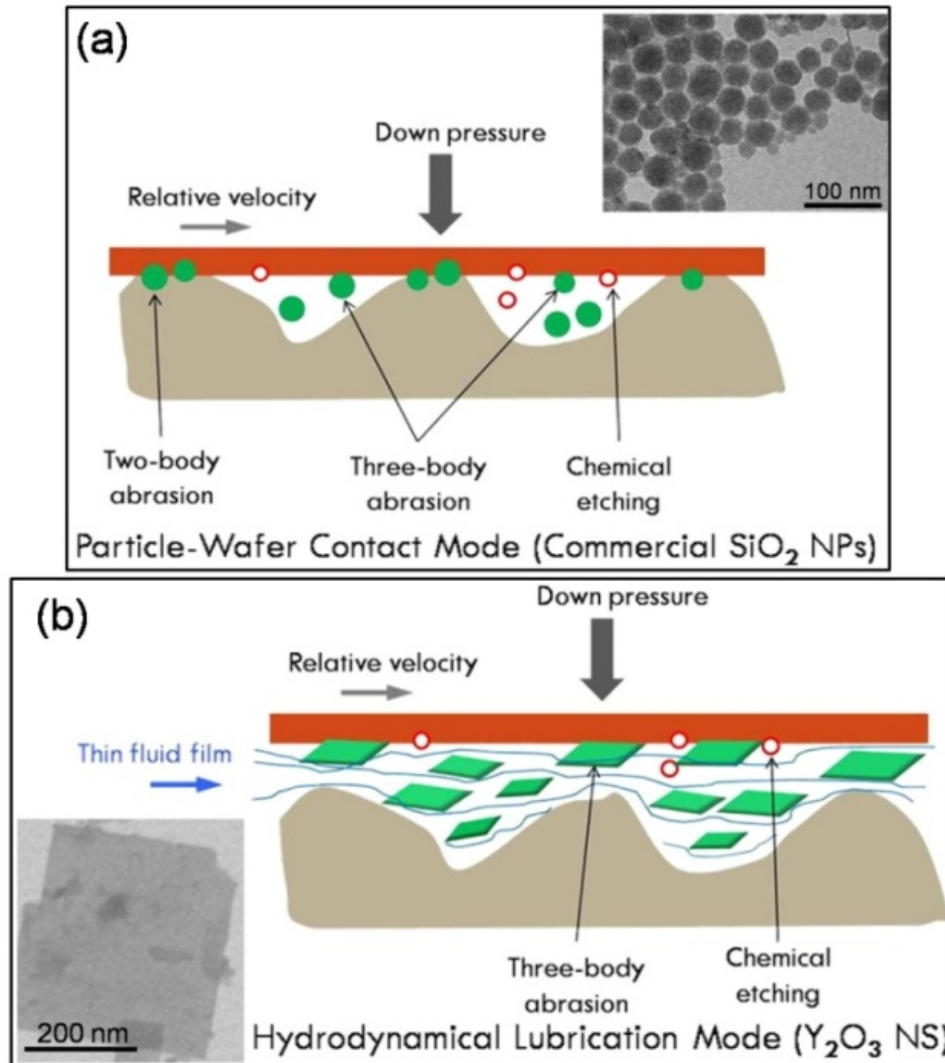 (a)
100 nm
Down pressure
Relative velocity
Two-body
abrasion
Three-body
abrasion
Chemical
etching
Particle-Wafer Contact Mode (Commercial SiO₂ NPs)
(b)
Down pressure
Relative velocity
Thin fluid film
Three-body
abrasion
Chemical
etching
200 nm
Hydrodynamical Lubrication Mode (Y₂O₃ NS)